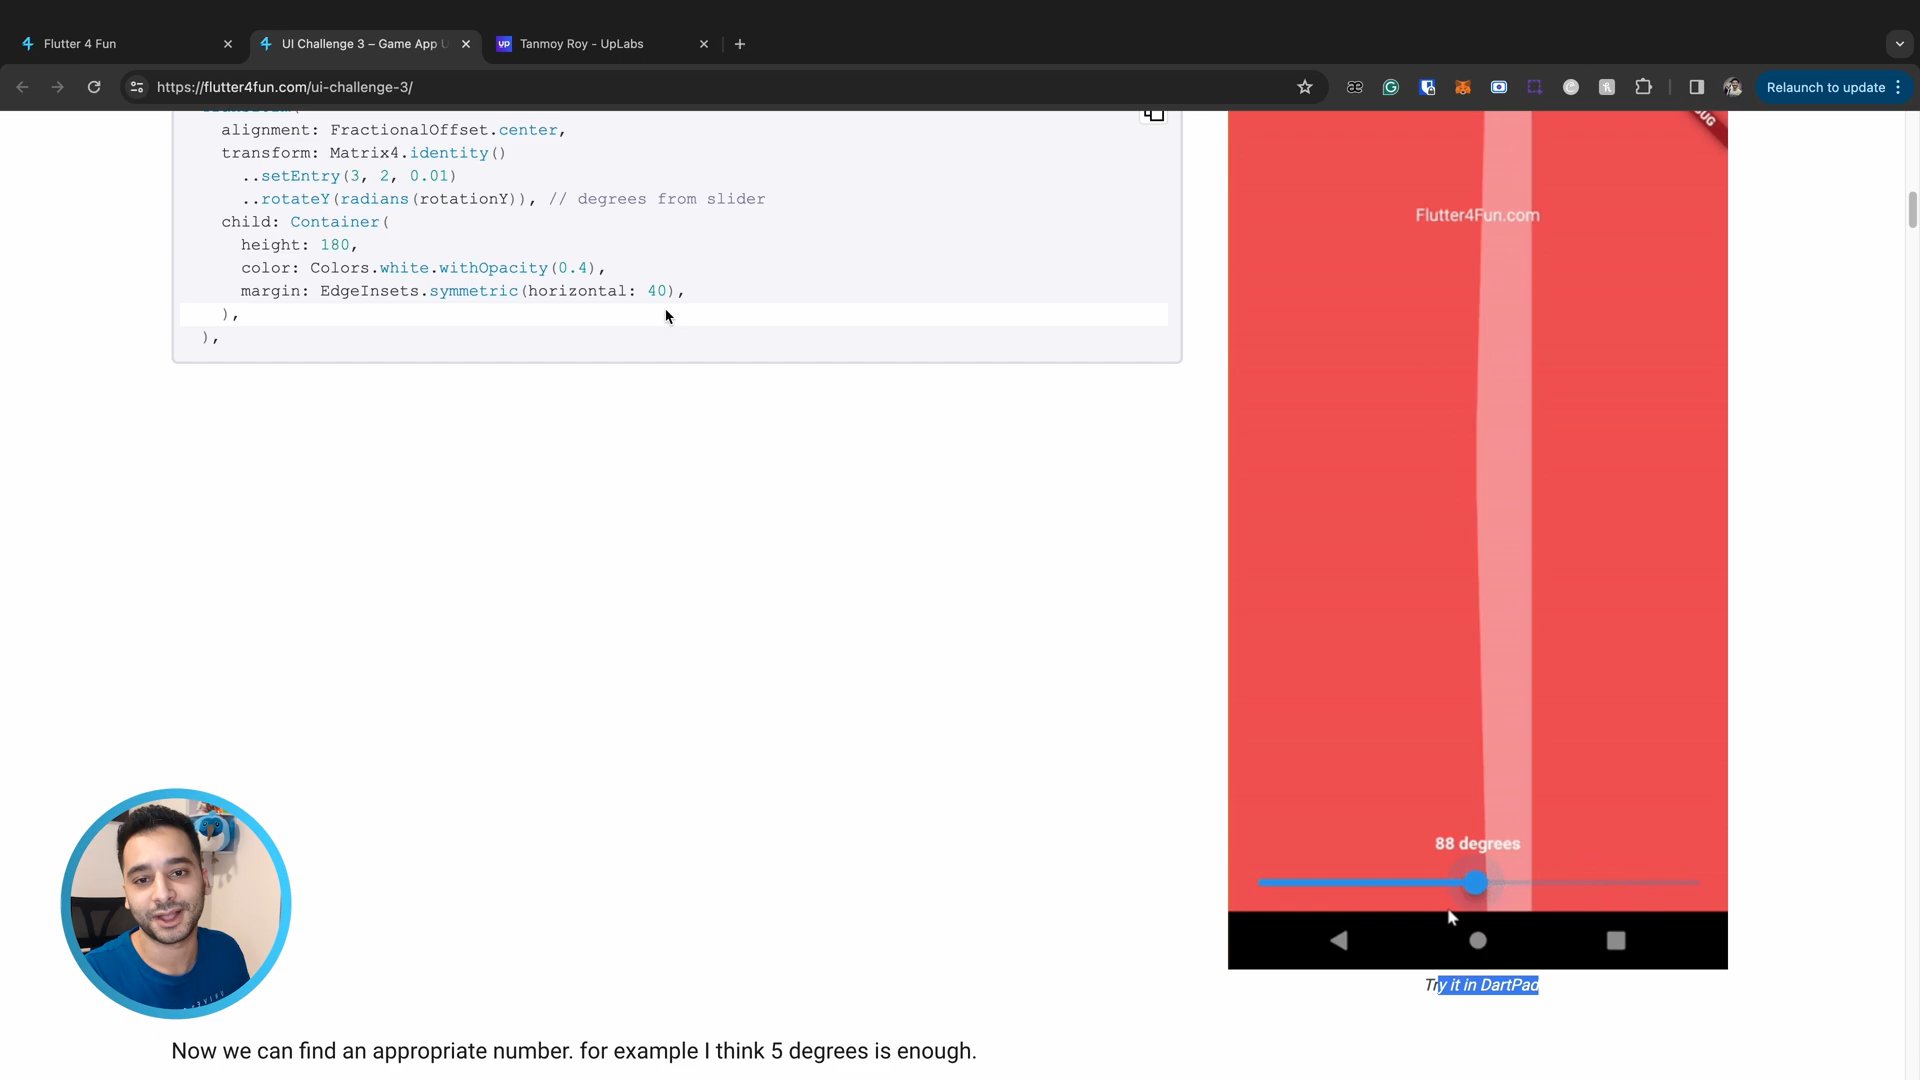 Flutter 4 Fun
UI Challenge 3 – Game App U
up
Tanmoy Roy - UpLabs
https://flutter4fun.com/ui-challenge-3/
Relaunch to update
alignment: FractionalOffset.center,
transform: Matrix4.identity()
..setEntry(3, 2, 0.01)
..rotateY(radians(rotationY)), // degrees from slider
child: Container(
height: 180,
color: Colors.white.withOpacity(0.4),
margin: EdgeInsets.symmetric(horizontal: 40),
),
),
Flutter4Fun.com
88 degrees
Try it in DartPad
Now we can find an appropriate number. for example I think 5 degrees is enough.